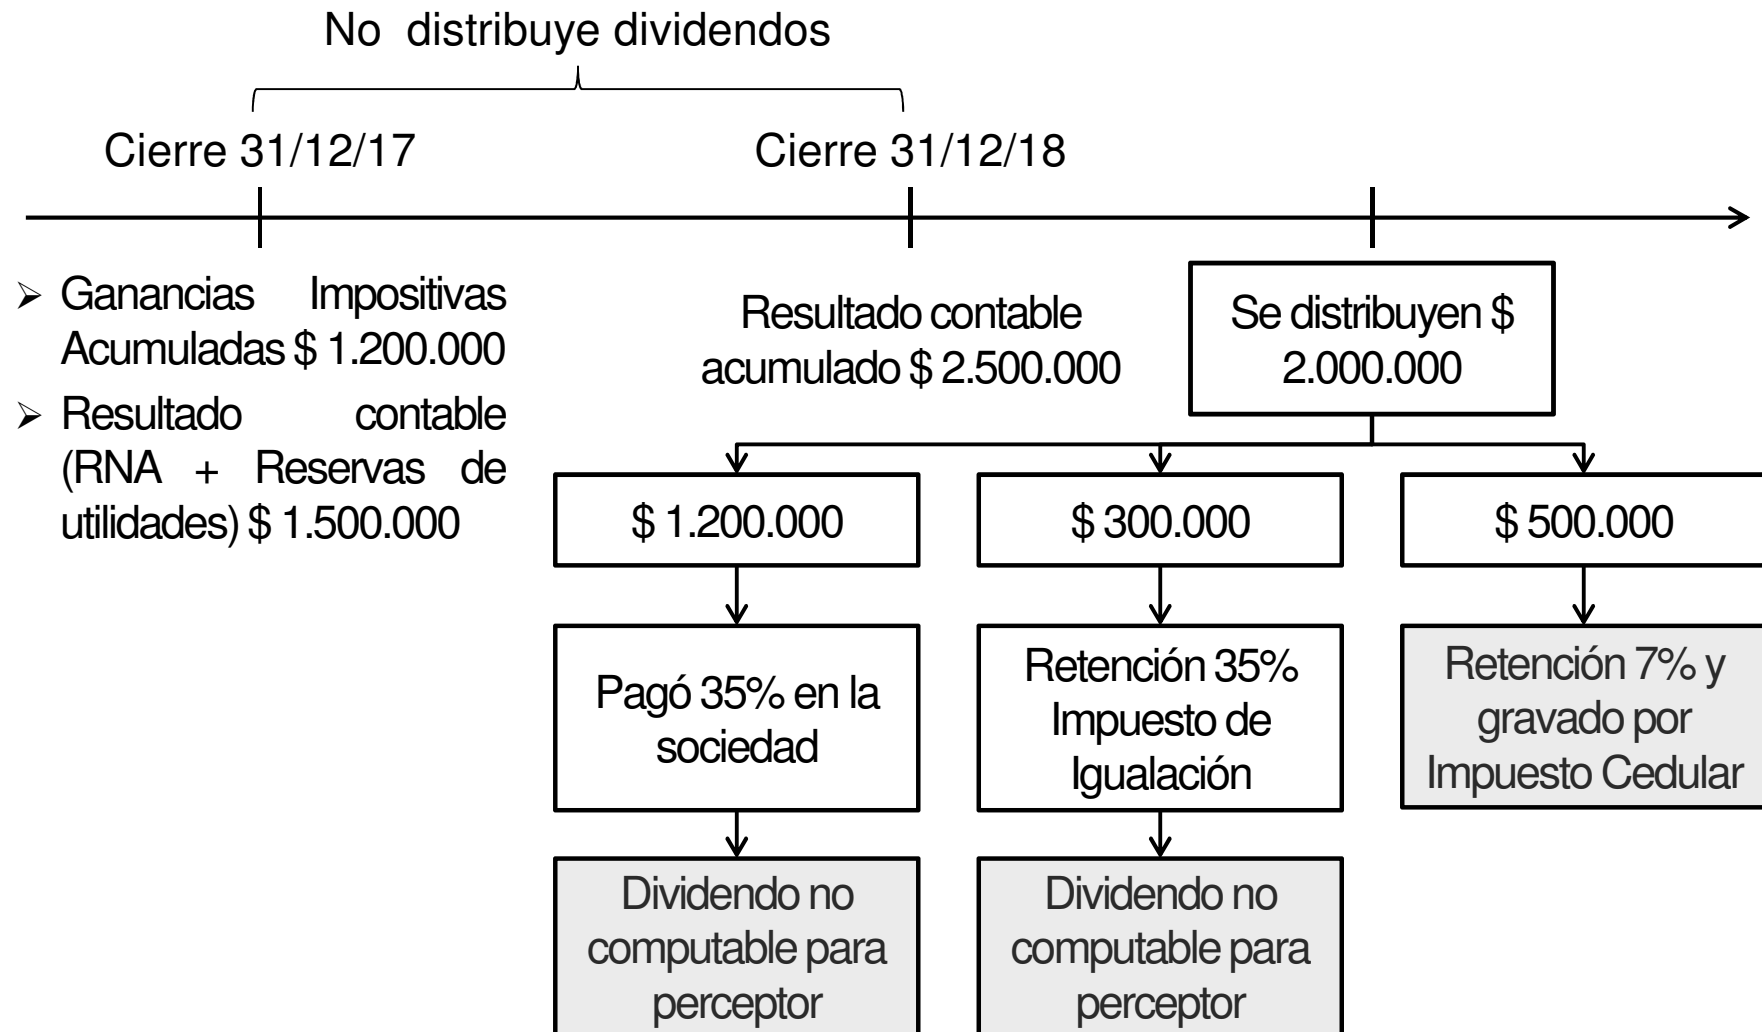 No distribuye dividendos
Cierre 31/12/17
Cierre 31/12/18
➢ Ganancias Impositivas
Acumuladas $ 1.200.000
➢ Resultado contable
(RNA + Reservas de
utilidades) $ 1.500.000
Resultado contable
acumulado $ 2.500.000
Se distribuyen $
2.000.000
$ 1.200.000
$ 300.000
$ 500.000
Pagó 35% en la
sociedad
Retención 35%
Impuesto de
Igualación
Retención 7% y
gravado por
Impuesto Cedular
Dividendo no
computable para
perceptor
Dividendo no
computable para
perceptor